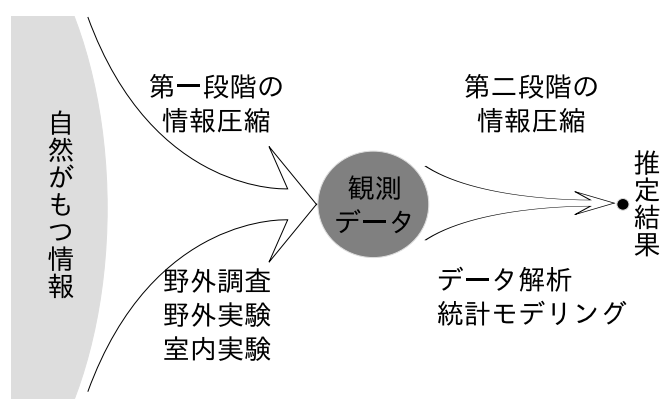 自然がもつ情報
第一段階の
情報圧縮
野外調査
野外実験
室内実験
観測
データ
第二段階の
情報圧縮
データ解析
統計モデリング
推定結果